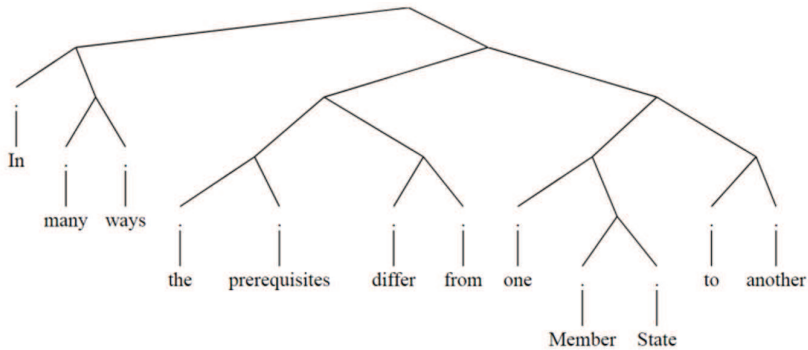 In
many ways
the prerequisites differ from one to another
Member State